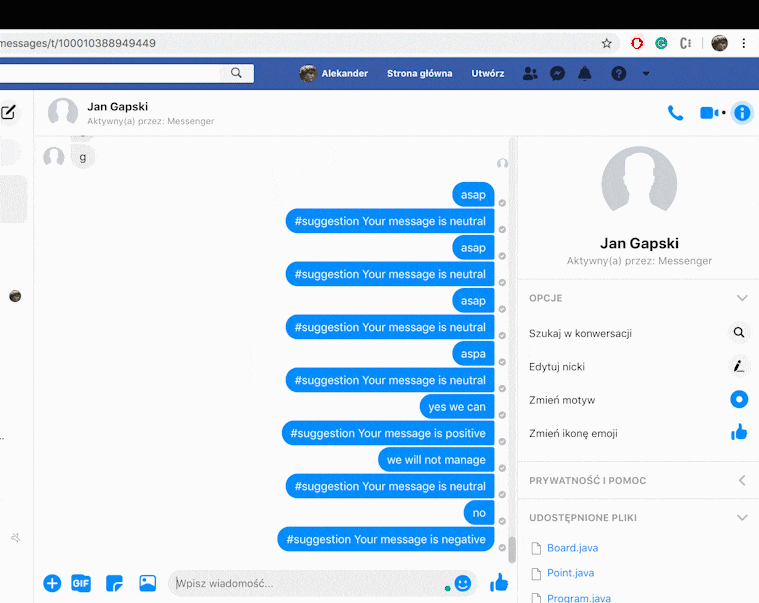 messages/t/100010388949449
Alekander Strona główna Utwórz
Jan Gapski
Aktywny(a) przez: Messenger
g
asap
#suggestion Your message is neutral
asap
#suggestion Your message is neutral
asap
#suggestion Your message is neutral
aspa
#suggestion Your message is neutral
yes we can
#suggestion Your message is positive
we will not manage
#suggestion Your message is neutral
no
#suggestion Your message is negative
GIF
Wpisz wiadomość...
Jan Gapski
Aktywny(a) przez: Messenger
OPCJE
Szukaj w konwersacji
Edytuj nicki
Zmień motyw
Zmień ikonę emoji
PRYWATNOŚĆ I POMOC
UDOSTĘPNIONE PLIKI
Board.java
Point.java
Program.java